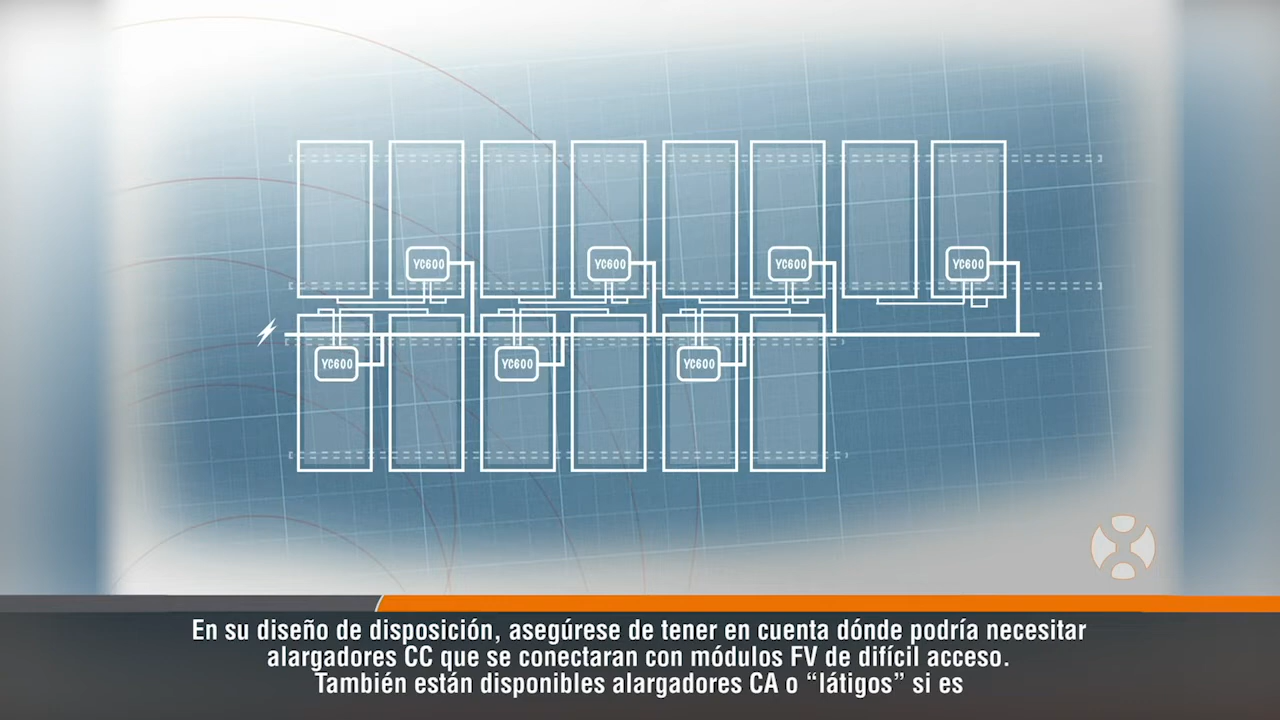 YC600 YC600 YC600 YC600
YC600 YC600 YC600
En su diseño de disposición, asegúrese de tener en cuenta dónde podría necesitar
alargadores CC que se conectaran con módulos FV de difícil acceso.
También están disponibles alargadores CA o “látigos” si es